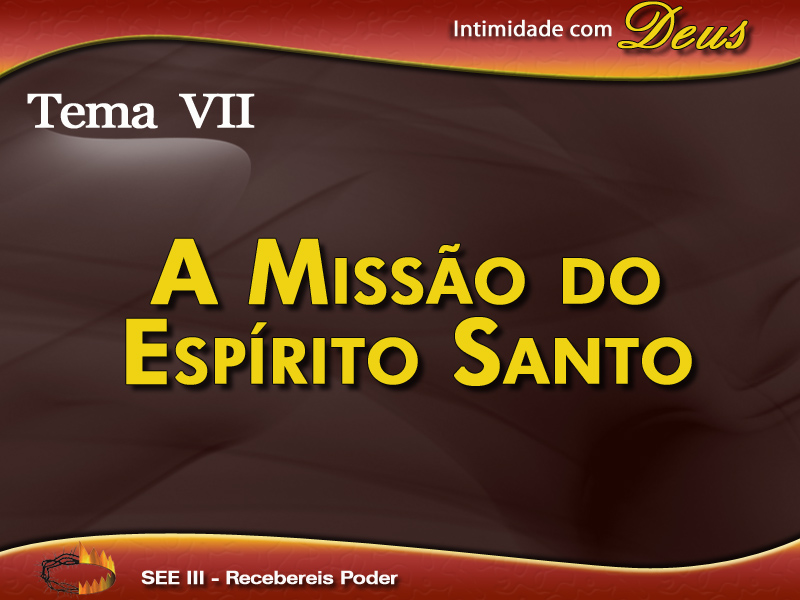 Intimidade com Deus
Tema VII
A Missão do
Espírito Santo
SEE III - Recebereis Poder